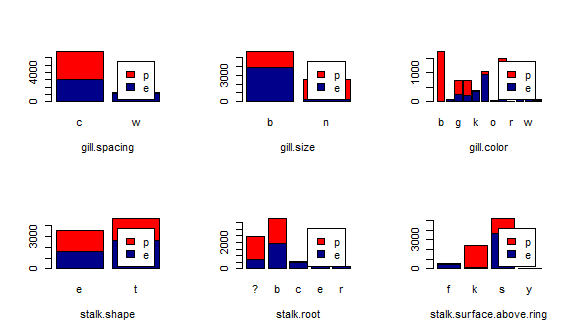 4000
0
p
e
c w
gill.spacing
4000
0
p
e
b n
gill.size
1000
0
p
e
b g k o r w
gill.color
3000
0
p
e
e t
stalk.shape
2000
0
p
e
? b c e r
stalk.root
3000
0
p
e
f k s y
stalk.surface.above.ring